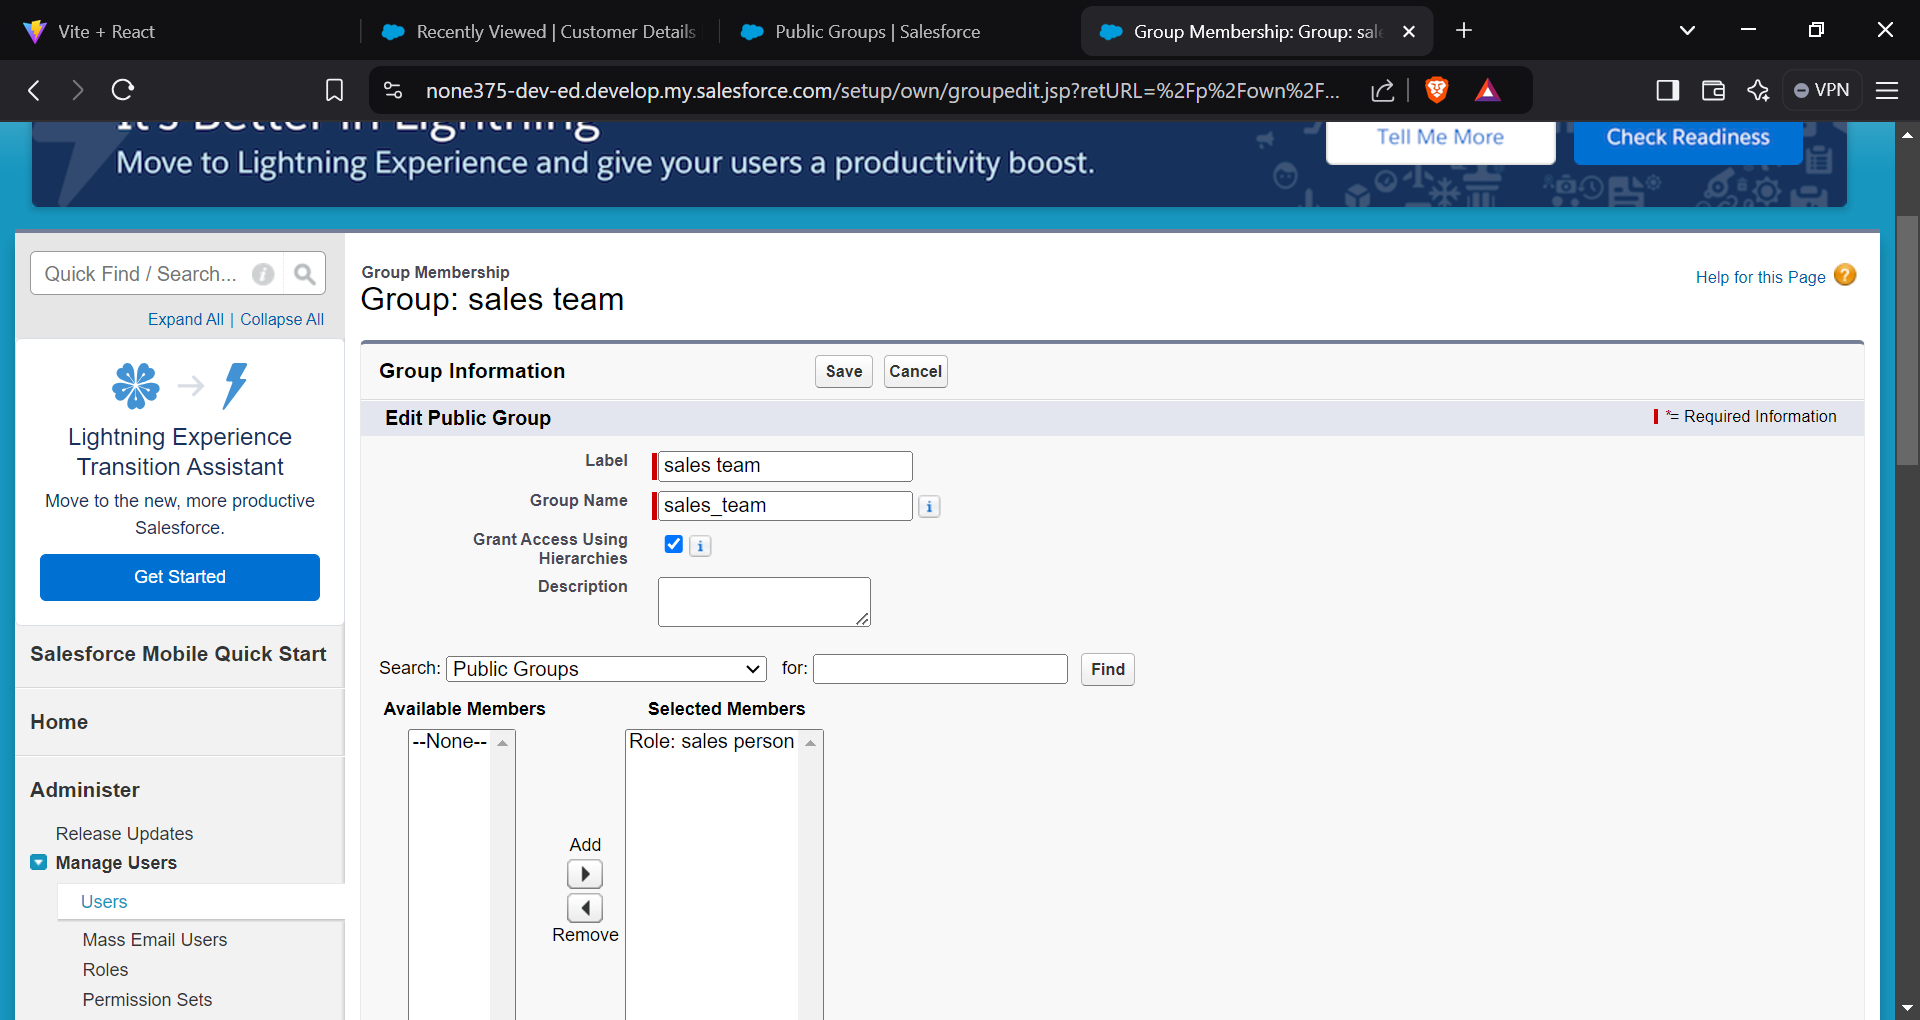 Vite + React
Recently Viewed | Customer Details
Public Groups | Salesforce
Group Membership: Group: sale
none375-dev-ed.develop.my.salesforce.com/setup/own/groupedit.jsp?retURL=%2Fp%2Fown%2F...
VPN
It's Better in Lightning
Move to Lightning Experience and give your users a productivity boost.
Tell Me More
Check Readiness
Quick Find / Search...
Expand All | Collapse All
Lightning Experience
Transition Assistant
Move to the new, more productive
Salesforce.
Get Started
Salesforce Mobile Quick Start
Home
Administer
Release Updates
Manage Users
Users
Mass Email Users
Roles
Permission Sets
Group Membership
Group: sales team
Help for this Page
Group Information
Save
Cancel
Edit Public Group
*= Required Information
Label
sales team
Group Name
sales_team
Grant Access Using
Hierarchies
Description
Search: Public Groups for:
Find
Available Members
Selected Members
--None--
Role: sales person
Add
Remove